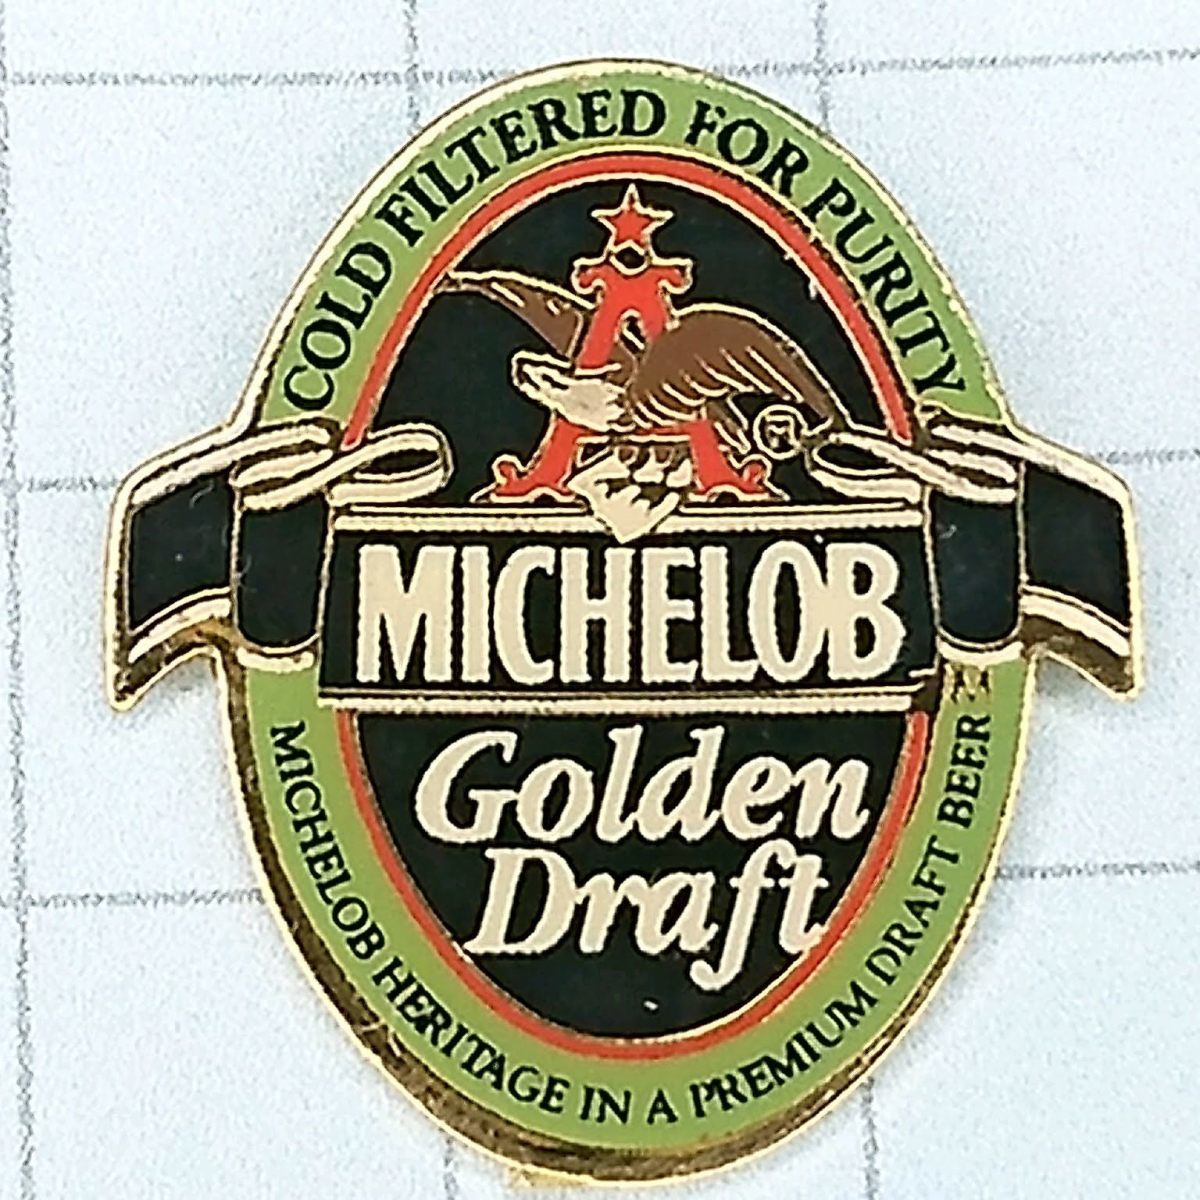 COLD FILTERED FOR PURITY
A
®
MICHELOB
Golden
Draft
MICHELOB HERITAGE IN A PREMIUM DRAFT BEER